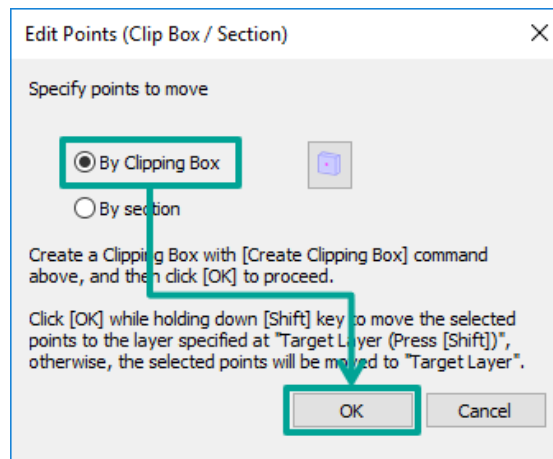 Edit Points (Clip Box / Section)
Specify points to move
By Clipping Box
By section
Create a Clipping Box with [Create Clipping Box] command
above, and then click [OK] to proceed.
Click [OK] while holding down [Shift] key to move the selected
points to the layer specified at "Target Layer (Press [Shift])",
otherwise, the selected points will be moved to "Target Layer".
OK
Cancel